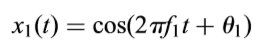 x₁(t) = cos(2πf₁t + θ₁)